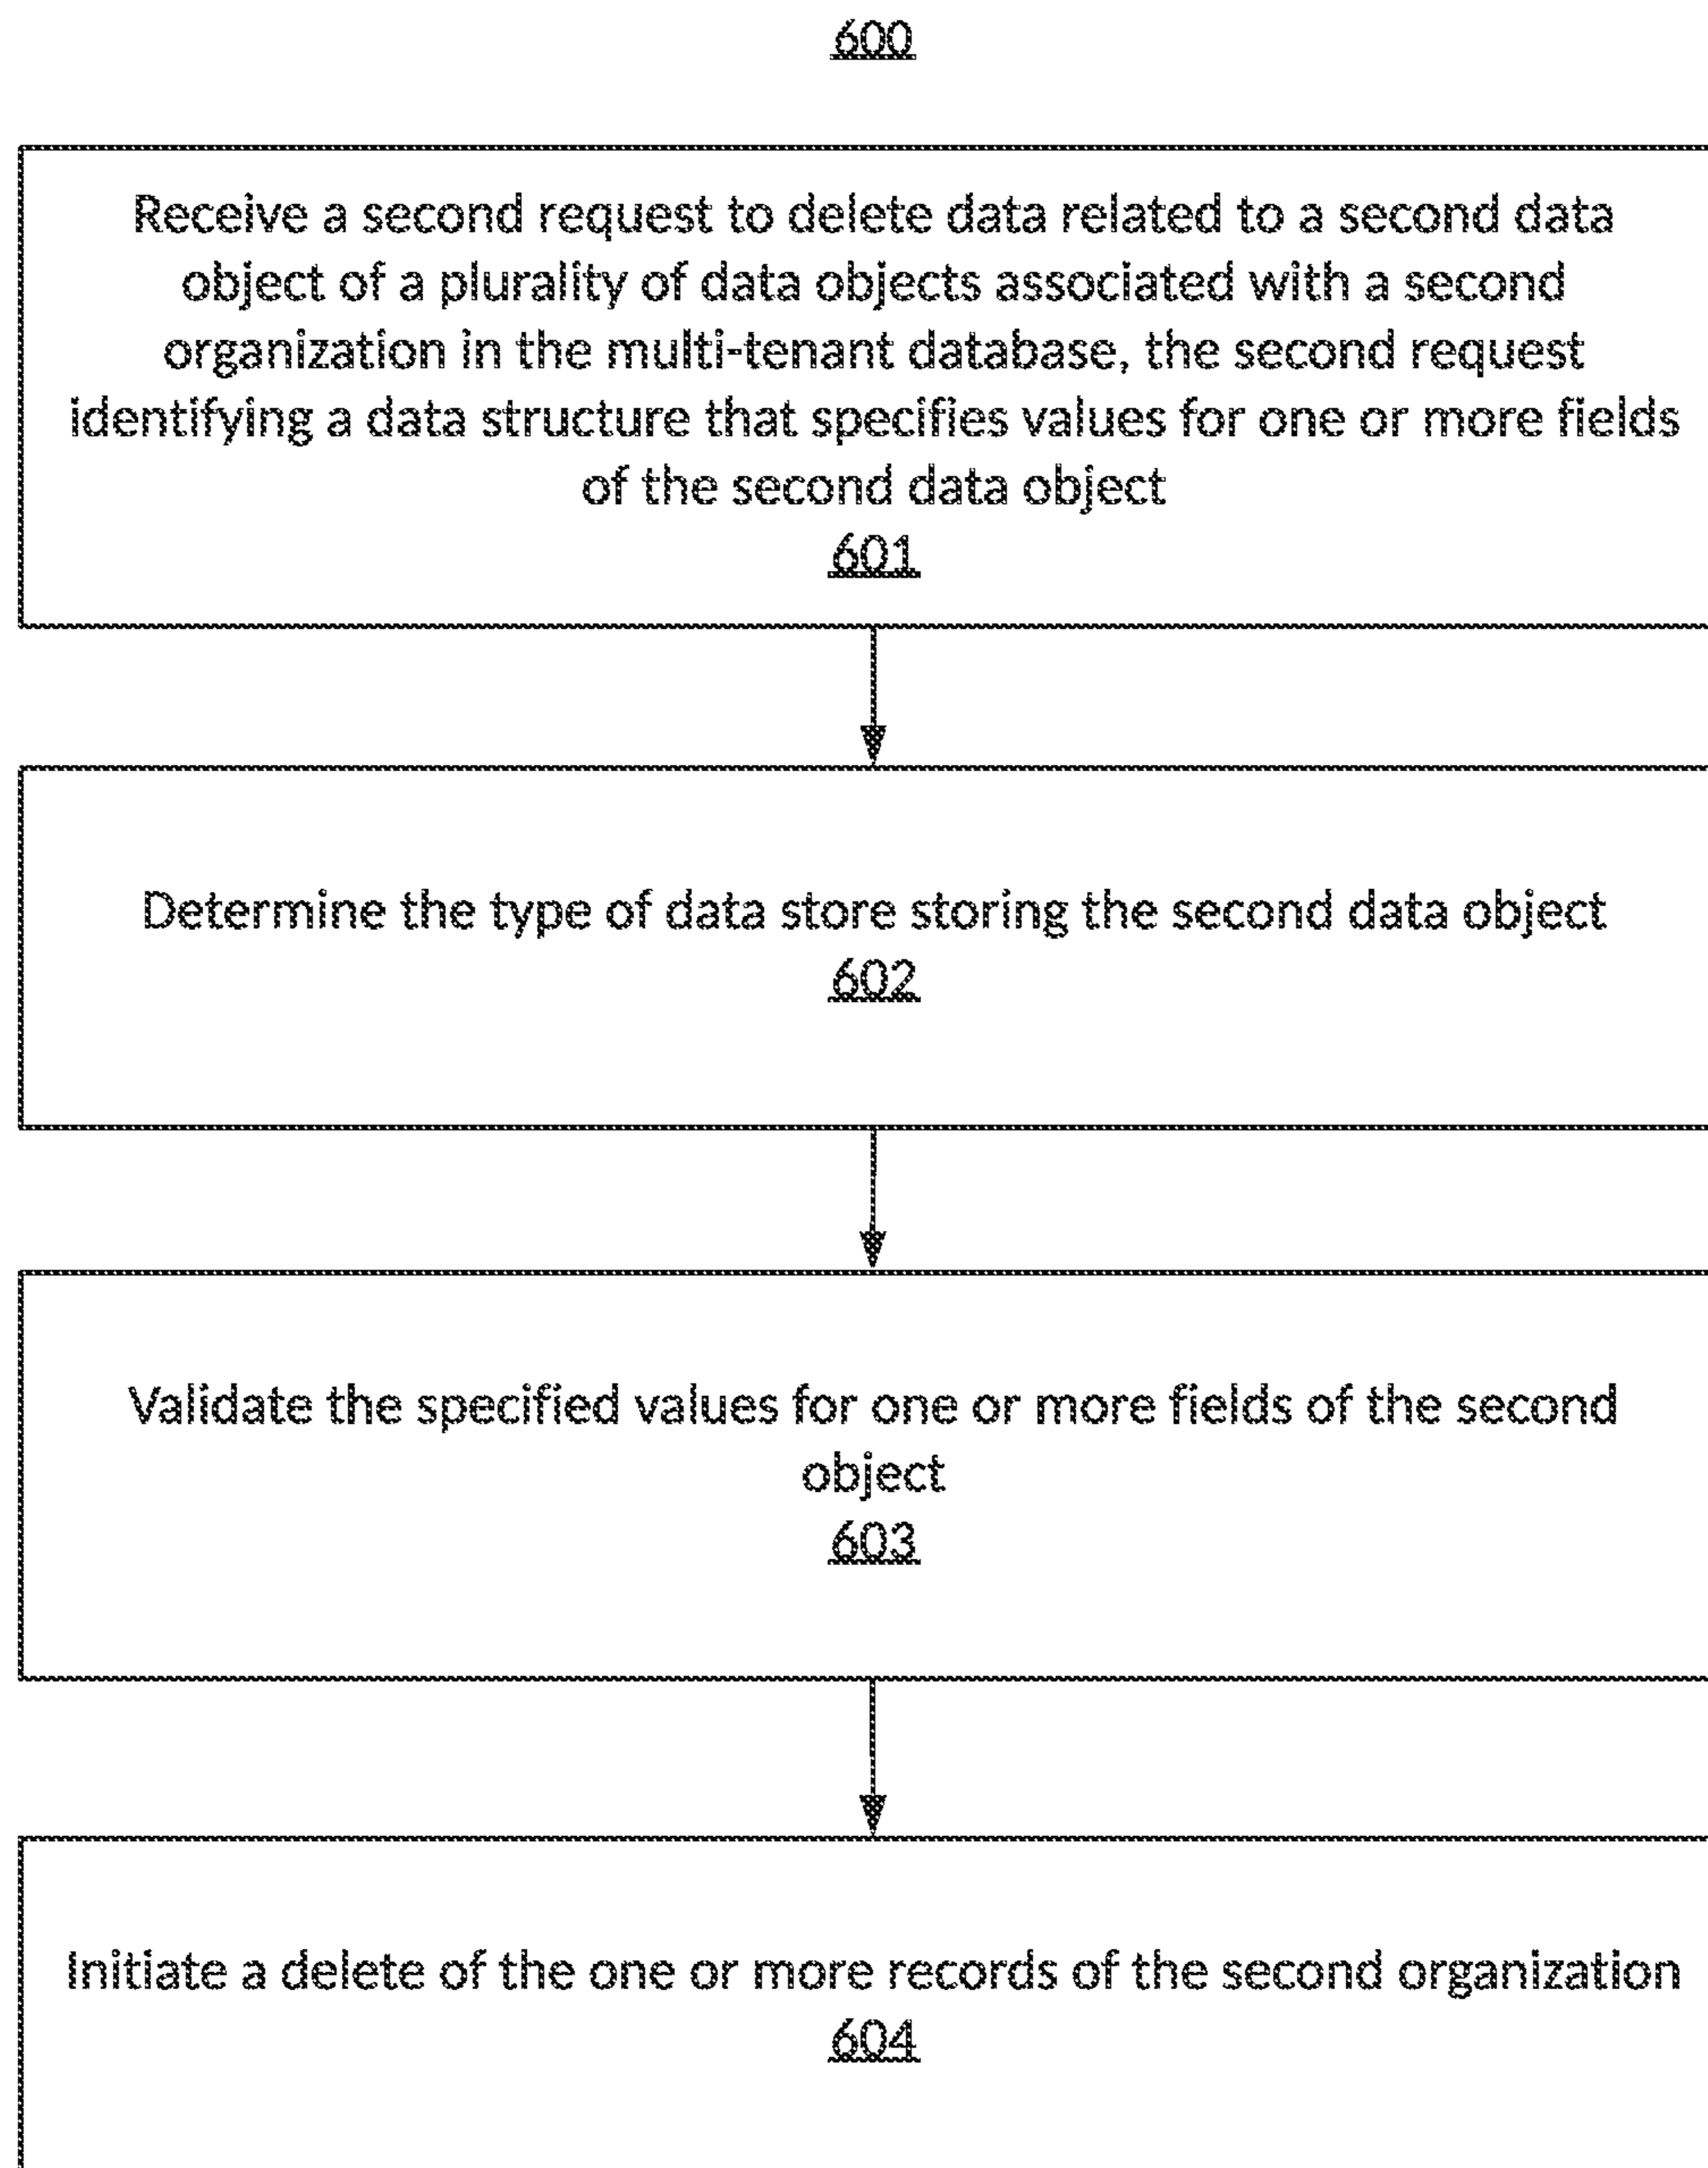 600
Receive a second request to delete data related to a second data
object of a plurality of data objects associated with a second
organization in the multi-tenant database, the second request
identifying a data structure that specifies values for one or more fields
of the second data object
601
Determine the type of data store storing the second data object
602
Validate the specified values for one or more fields of the second
object
603
Initiate a delete of the one or more records of the second organization
604